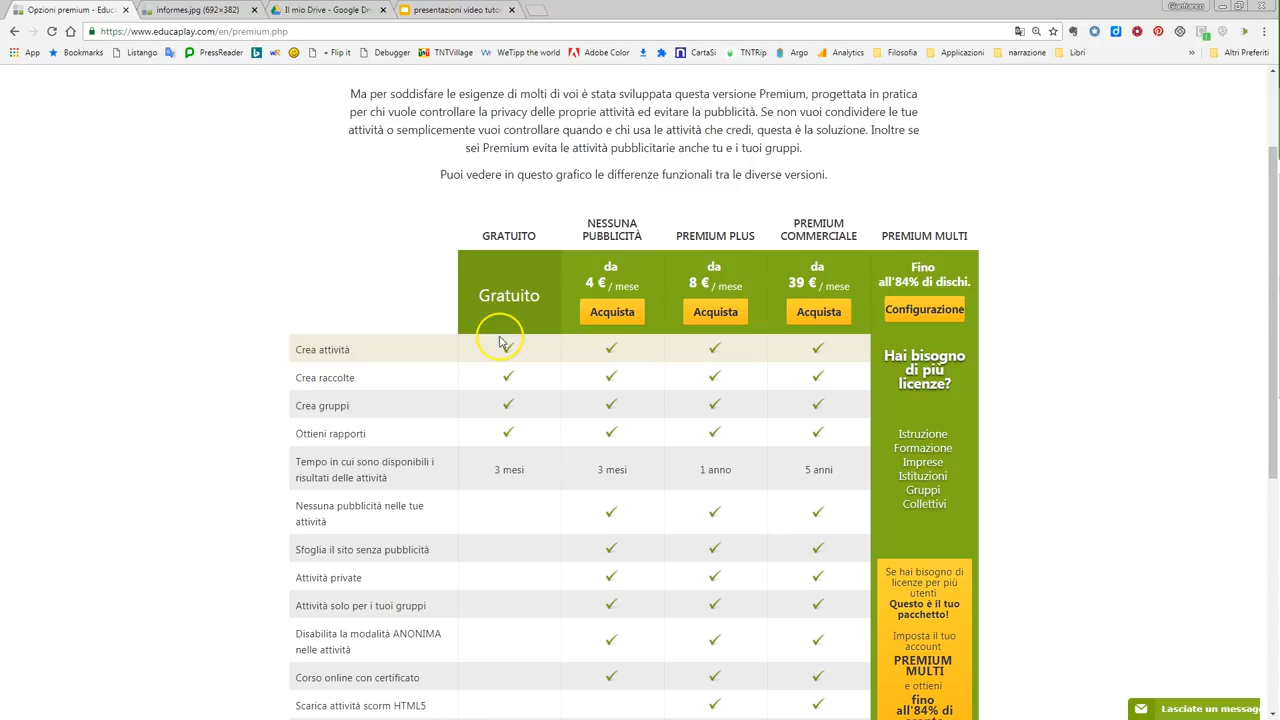 Opzioni premium - Educ
informes.jpg (692×382)
Il mio Drive - Google Dr
presentazioni video tutor
Gianfranco
https://www.educaplay.com/en/premium.php
App
Bookmarks
Listango
PressReader
W
+ Flip it
Debugger
TNTVillage
WeTipp the world
Adobe Color
CartaSi
TNTRip
Argo
Analytics
Filosofia
Applicazioni
narrazione
Libri
»
Altri Preferiti
Ma per soddisfare le esigenze di molti di voi è stata sviluppata questa versione Premium, progettata in pratica
per chi vuole controllare la privacy delle proprie attività ed evitare la pubblicità. Se non vuoi condividere le tue
attività o semplicemente vuoi controllare quando e chi usa le attività che credi, questa è la soluzione. Inoltre se
sei Premium evita le attività pubblicitarie anche tu e i tuoi gruppi.
Puoi vedere in questo grafico le differenze funzionali tra le diverse versioni.
GRATUITO
NESSUNA
PUBBLICITÀ
PREMIUM PLUS
PREMIUM
COMMERCIALE
PREMIUM MULTI
Gratuito
da
4 € / mese
Acquista
da
8 € / mese
Acquista
da
39 € / mese
Acquista
Fino
all'84% di dischi.
Configurazione
Crea attività
Crea raccolte
Crea gruppi
Ottieni rapporti
Tempo in cui sono disponibili i
risultati delle attività
3 mesi
3 mesi
1 anno
5 anni
Nessuna pubblicità nelle tue
attività
Sfoglia il sito senza pubblicità
Attività private
Attività solo per i tuoi gruppi
Disabilita la modalità ANONIMA
nelle attività
Corso online con certificato
Scarica attività scorm HTML5
Hai bisogno
di più
licenze?
Istruzione
Formazione
Imprese
Istituzioni
Gruppi
Collettivi
Se hai bisogno di
licenze per più
utenti
Questo è il tuo
pacchetto!
Imposta il tuo
account
PREMIUM
MULTI
e ottieni
fino
all'84% di
Lasciate un messag